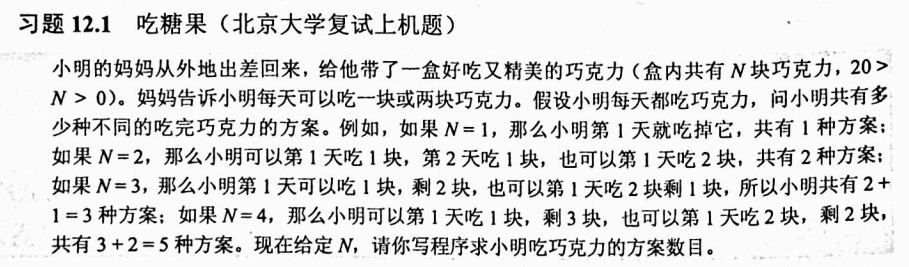 习题 12.1 吃糖果（北京大学复试上机题）
小明的妈妈从外地出差回来，给他带了一盒好吃又精美的巧克力（盒内共有 N 块巧克力，20 >
N > 0）。妈妈告诉小明每天可以吃一块或两块巧克力。假设小明每天都吃巧克力，问小明共有多
少种不同的吃完巧克力的方案。例如，如果 N = 1，那么小明第 1 天就吃掉它，共有 1 种方案；
如果 N = 2，那么小明可以第 1 天吃 1 块，第 2 天吃 1 块，也可以第 1 天吃 2 块，共有 2 种方案；
如果 N = 3，那么小明第 1 天可以吃 1 块，剩 2 块，也可以第 1 天吃 2 块剩 1 块，所以小明共有 2 +
1 = 3 种方案；如果 N = 4，那么小明可以第 1 天吃 1 块，剩 3 块，也可以第 1 天吃 2 块，剩 2 块，
共有 3 + 2 = 5 种方案。现在给定 N，请你写程序求小明吃巧克力的方案数目。